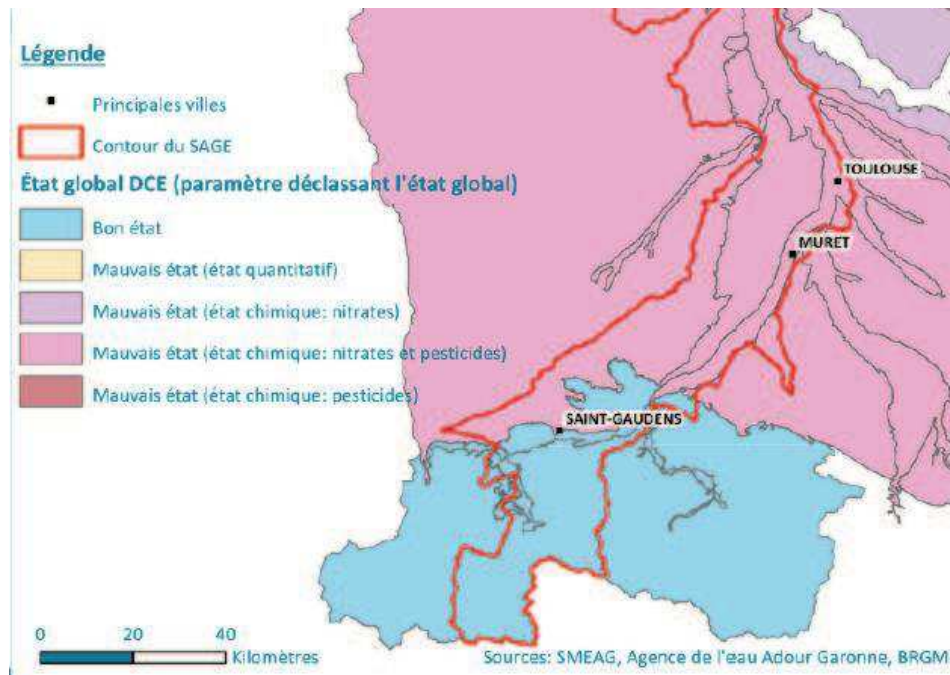 Légende
Principales villes
Contour du SAGE
État global DCE (paramètre déclassant l'état global)
Bon état
Mauvais état (état quantitatif)
Mauvais état (état chimique: nitrates)
Mauvais état (état chimique: nitrates et pesticides)
Mauvais état (état chimique: pesticides)
TOULOUSE
MURET
SAINT-GAUDENS
0 20 40
Kilomètres
Sources: SMEAG, Agence de l'eau Adour Garonne, BRGM